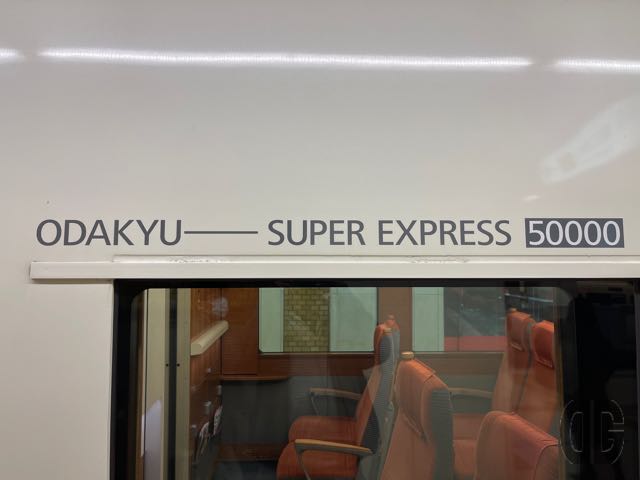 ODAKYU—— SUPER EXPRESS 50000